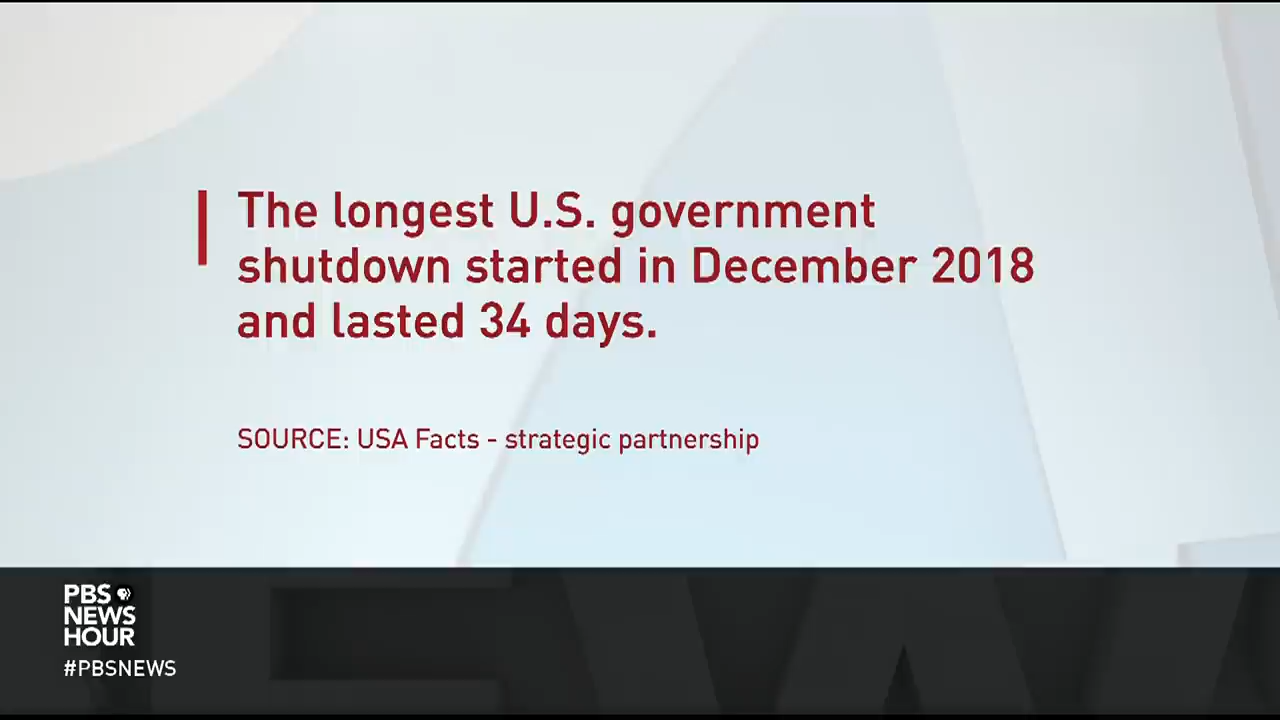 The longest U.S. government
shutdown started in December 2018
and lasted 34 days.
SOURCE: USA Facts - strategic partnership
PBS
NEWS
HOUR
#PBSNEWS